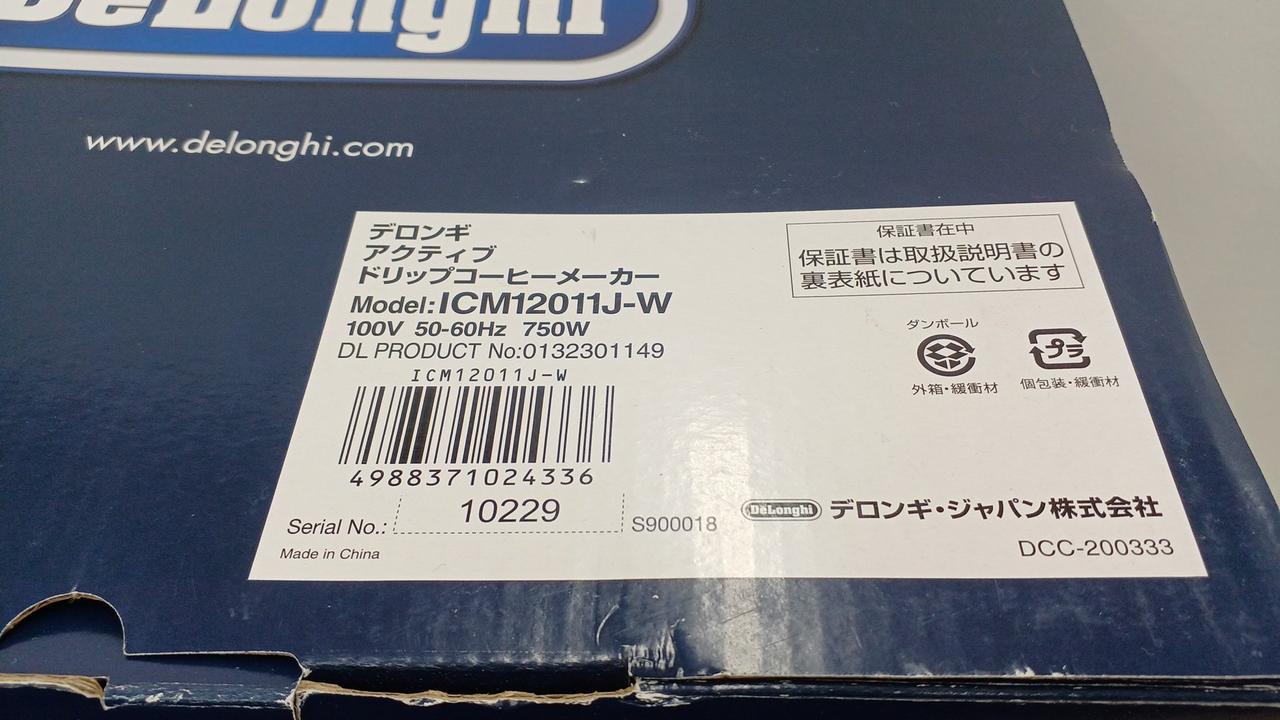 DeLonghi
www.delonghi.com
デロンギ
アクティブ
ドリップコーヒーメーカー
Model:ICM12011J-W
100V 50-60Hz 750W
DL PRODUCT No:0132301149
ICM12011J-W
4988371024336
Serial No.: 10229 S900018
Made in China
保証書在中
保証書は取扱説明書の
裏表紙についています
ダンボール
外箱・緩衝材
プラ
個包装・緩衝材
DeLonghi デロンギ・ジャパン株式会社
DCC-200333